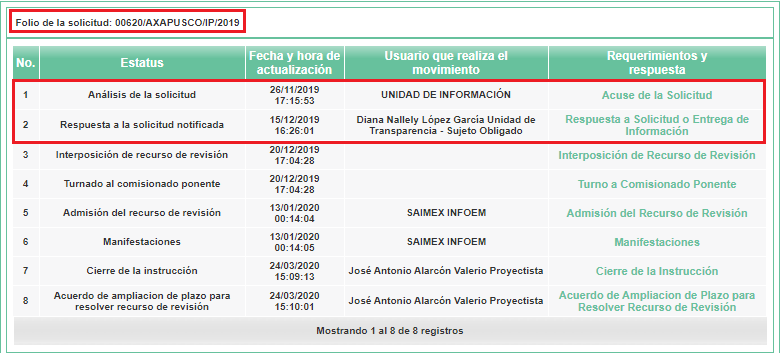 Folio de la solicitud: 00620/AXAPUSCO/IP/2019
No. Estatus Fecha y hora de actualización Usuario que realiza el movimiento Requerimientos y respuesta
1 Análisis de la solicitud 26/11/2019 17:15:53 UNIDAD DE INFORMACIÓN Acuse de la Solicitud
2 Respuesta a la solicitud notificada 15/12/2019 16:26:01 Diana Nallely López García Unidad de Transparencia - Sujeto Obligado Respuesta a Solicitud o Entrega de Información
3 Interposición de recurso de revisión 20/12/2019 17:04:28 Interposición de Recurso de Revisión
4 Turnado al comisionado ponente 20/12/2019 17:04:28 Turno a Comisionado Ponente
5 Admisión del recurso de revisión 13/01/2020 00:14:04 SAIMEX INFOEM Admisión del Recurso de Revisión
6 Manifestaciones 13/01/2020 00:14:05 SAIMEX INFOEM Manifestaciones
7 Cierre de la instrucción 24/03/2020 15:09:13 José Antonio Alarcón Valerio Proyectista Cierre de la Instrucción
8 Acuerdo de ampliacion de plazo para resolver recurso de revisión 24/03/2020 15:10:01 José Antonio Alarcón Valerio Proyectista Acuerdo de Ampliacion de Plazo para Resolver Recurso de Revisión
Mostrando 1 al 8 de 8 registros